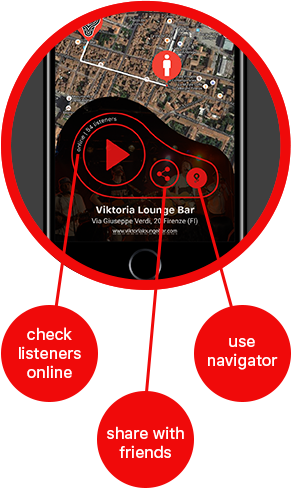 online | 64 listeners
Viktoria Lounge Bar
Via Giuseppe Verdi, 20 Firenze (FI)
www.viktorialoungebar.com
check
listeners
online
use
navigator
share with
friends